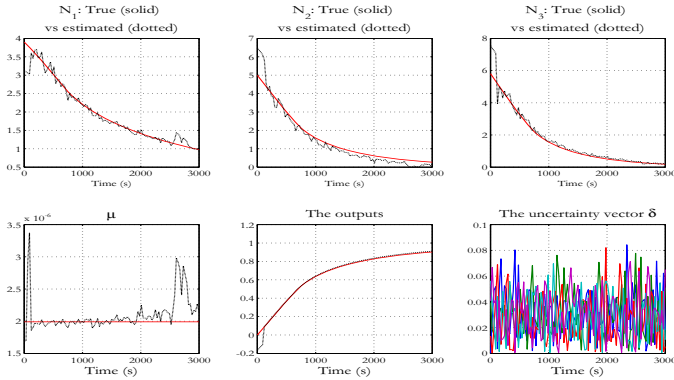 N1: True (solid)
vs estimated (dotted)
N2: True (solid)
vs estimated (dotted)
N3: True (solid)
vs estimated (dotted)
4
3.5
3
2.5
2
1.5
1
0.5
0 1000 2000 3000
Time (s)
7
6
5
4
3
2
1
0
0 1000 2000 3000
Time (s)
8
6
4
2
0
0 1000 2000 3000
Time (s)
μ
x 10-6
3.5
3
2.5
2
1.5
0 1000 2000 3000
Time (s)
The outputs
1.2
1
0.8
0.6
0.4
0.2
0
-0.2
0 1000 2000 3000
Time (s)
The uncertainty vector δ
0.1
0.08
0.06
0.04
0.02
0
0 1000 2000 3000
Time (s)